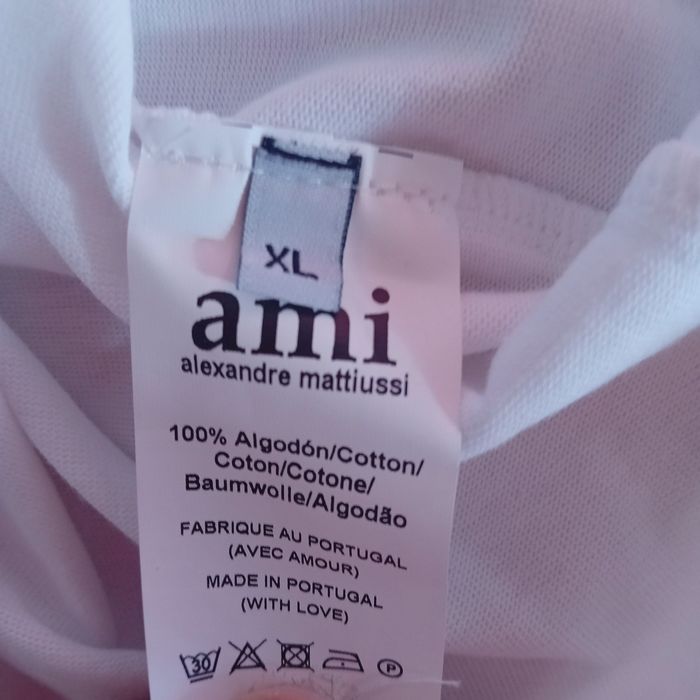 XL
ami
alexandre mattiussi
100% Algodón/Cotton/
Coton/Cotone/
Baumwolle/Algodão
FABRIQUE AU PORTUGAL
(AVEC AMOUR)
MADE IN PORTUGAL
(WITH LOVE)
30 P